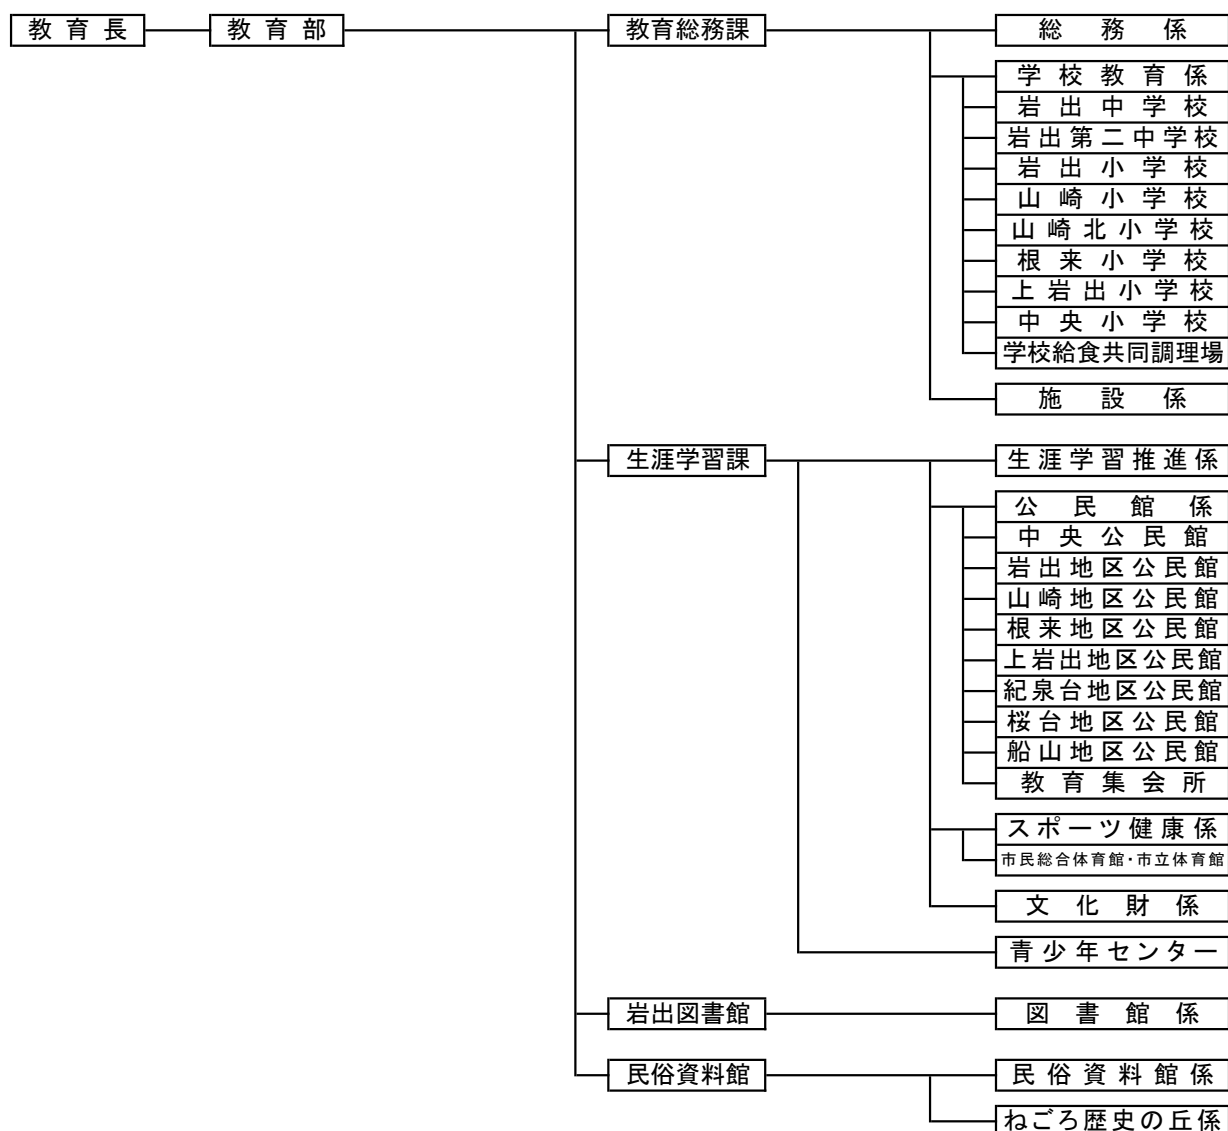 教育長 教育部 教育総務課 総務係
学校教育係
岩出中学校
岩出第二中学校
岩出小学校
山崎小学校
山崎北小学校
根来小学校
上岩出小学校
中央小学校
学校給食共同調理場
施設係
生涯学習課 生涯学習推進係
公民館係
中央公民館
岩出地区公民館
山崎地区公民館
根来地区公民館
上岩出地区公民館
紀泉台地区公民館
桜台地区公民館
船山地区公民館
教育集会所
スポーツ健康係
市民総合体育館・市立体育館
文化財係
青少年センター
岩出図書館 図書館係
民俗資料館 民俗資料館係
ねごろ歴史の丘係